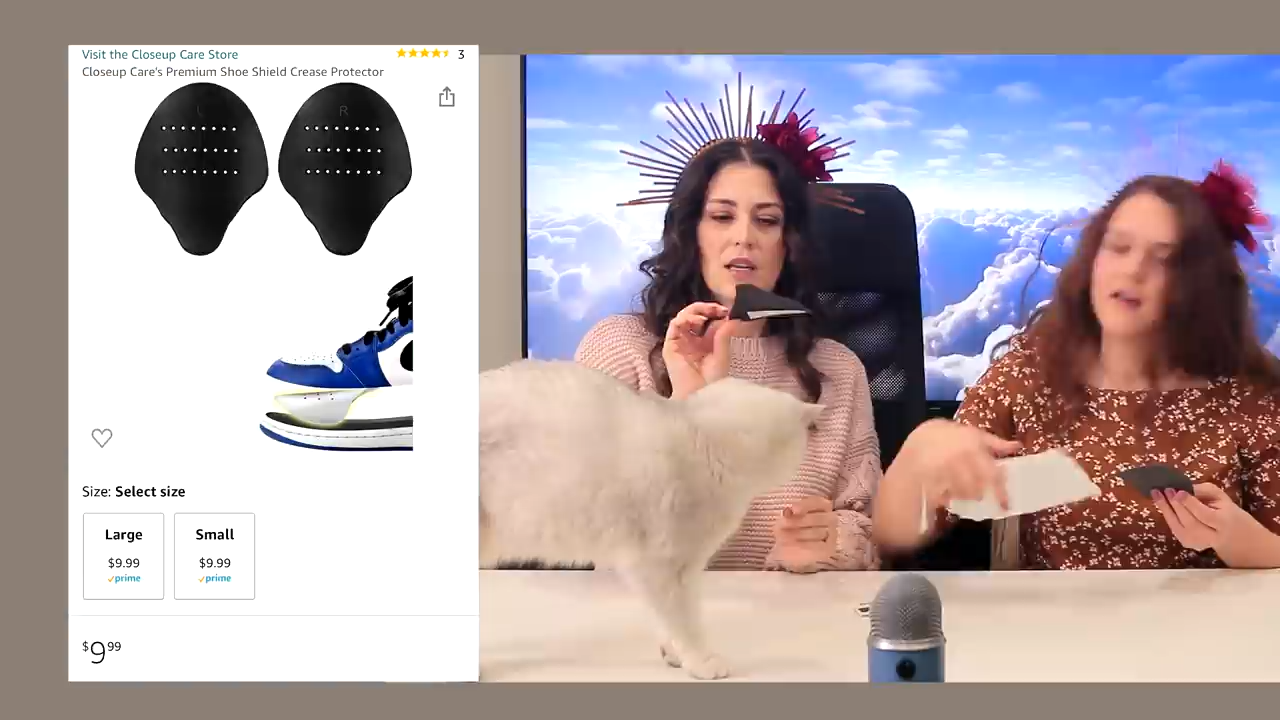 Visit the Closeup Care Store
3
Closeup Care's Premium Shoe Shield Crease Protector
L
R
Size: Select size
Large
Small
$9.99
$9.99
prime
prime
$9.99